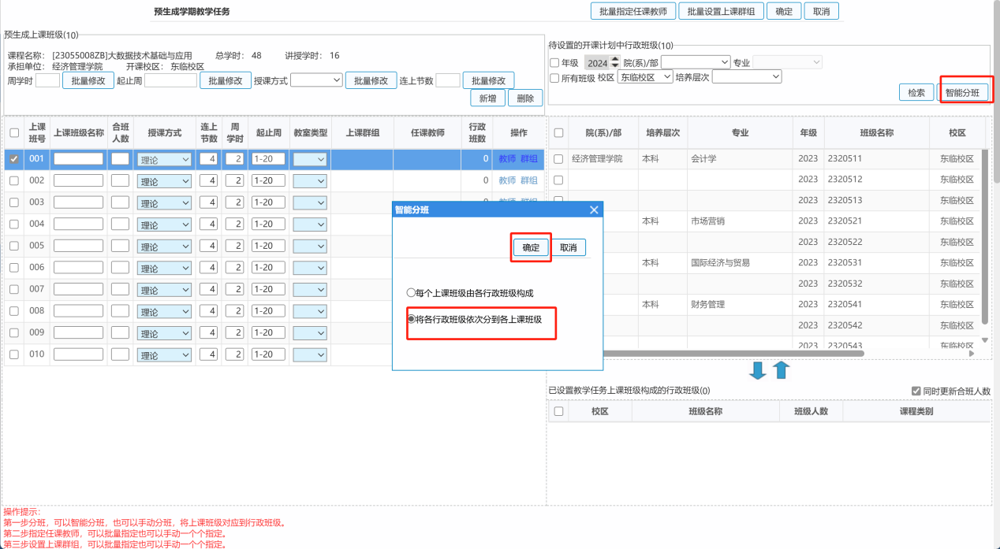 预生成学期教学任务
批量指定任课教师 批量设置上课群组 确定 取消
预生成上课班级(10)
课程名称: [23055008ZB]大数据技术基础与应用 总学时: 48 讲授学时: 16
承担单位: 经济管理学院 开课校区: 东临校区
周学时 批量修改 起止周 批量修改 授课方式 批量修改 连上节数 批量修改
新增 删除
待设置的开课计划中行政班级(10)
年级 2024 院(系)/部 专业
所有班级 校区 东临校区 培养层次
检索 智能分班
上课班号 上课班级名称 合班人数 授课方式 连上节数 周学时 起止周 教室类型 上课群组 任课教师 行政班数 操作
001 理论 4 2 1-20 0 教师 群组
002 理论 4 2 1-20 0 教师 群组
003 理论 4 2 1-20 0 教师 群组
004 理论 4 2 1-20
005 理论 4 2 1-20
006 理论 4 2 1-20
007 理论 4 2 1-20
008 理论 4 2 1-20
009 理论 4 2 1-20
010 理论 4 2 1-20
院(系)/部 培养层次 专业 年级 班级名称 校区
经济管理学院 本科 会计学 2023 2320511 东临校区
2023 2320512 东临校区
2023 2320513 东临校区
本科 市场营销 2023 2320521 东临校区
2023 2320522 东临校区
本科 国际经济与贸易 2023 2320531 东临校区
2023 2320532 东临校区
本科 财务管理 2023 2320541 东临校区
2023 2320542 东临校区
2023 2320543 东临校区
智能分班
确定 取消
每个上课班级由各行政班级构成
将各行政班级依次分到各上课班级
已设置教学任务上课班级构成的行政班级(0) 同时更新合班人数
校区 班级名称 班级人数 课程类别
操作提示:
第一步分班，可以智能分班，也可以手动分班，将上课班级对应到行政班级。
第二步指定任课教师，可以批量指定也可以手动一个个指定。
第三步设置上课群组，可以批量指定也可以手动一个个指定。